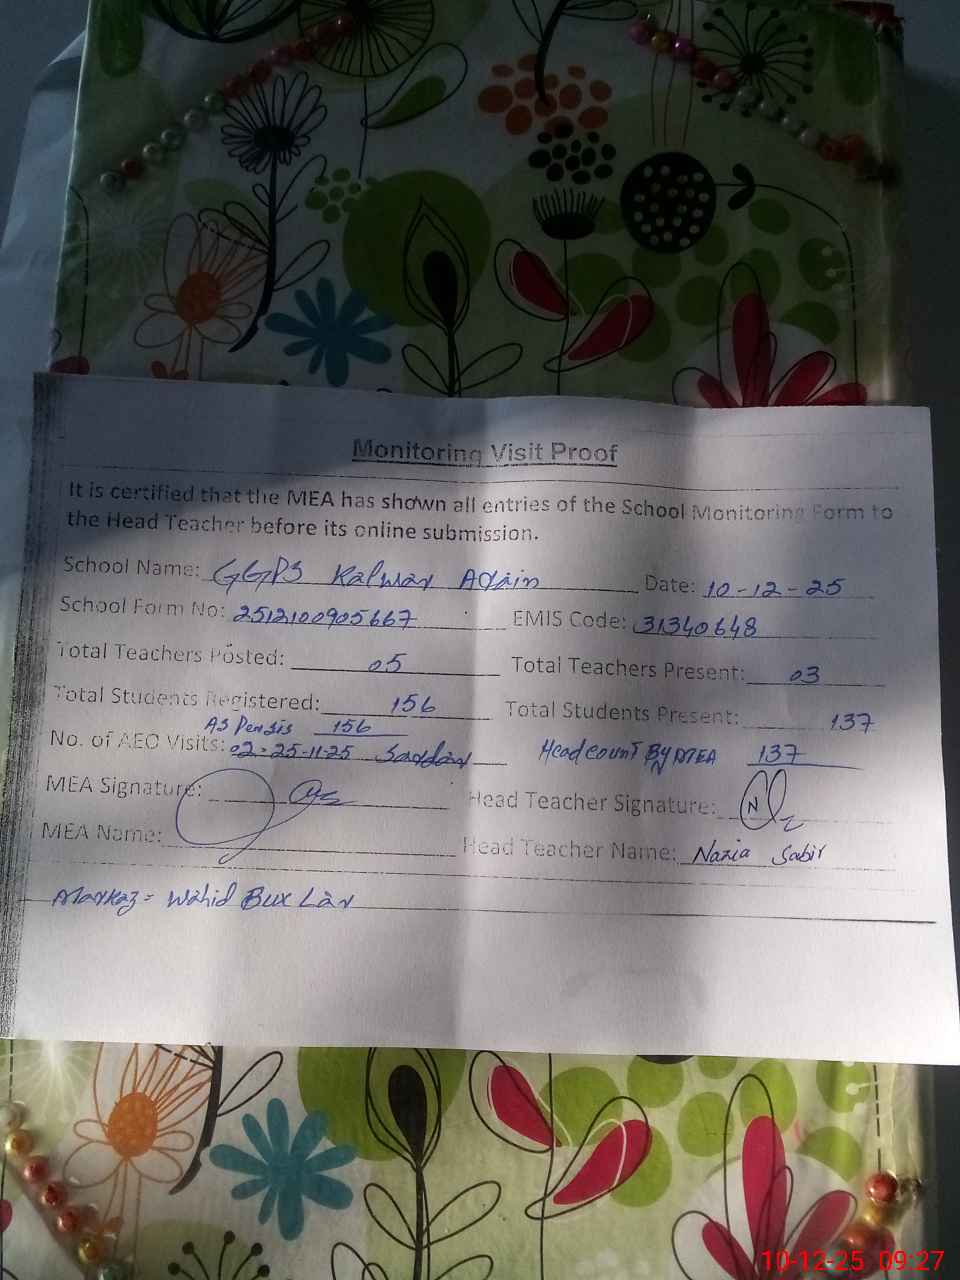 Monitoring Visit Proof
It is certified that the MEA has shown all entries of the School Monitoring Form to
the Head Teacher before its online submission.
School Name: GGPS Kalwar Adain Date: 10-12-25
School Form No: 2512100905667 EMIS Code: 31340648
Total Teachers Posted: 05 Total Teachers Present: 03
Total Students Registered: 156 Total Students Present: 137
As Per sis 156
No. of AEO Visits: 02 - 25-11-25 Head count By MEA 137
MEA Signature: Head Teacher Signature: N
MEA Name: Head Teacher Name: Nazia Sabir
Markaz = Wahid Bux Lar
10-12-25 09:27